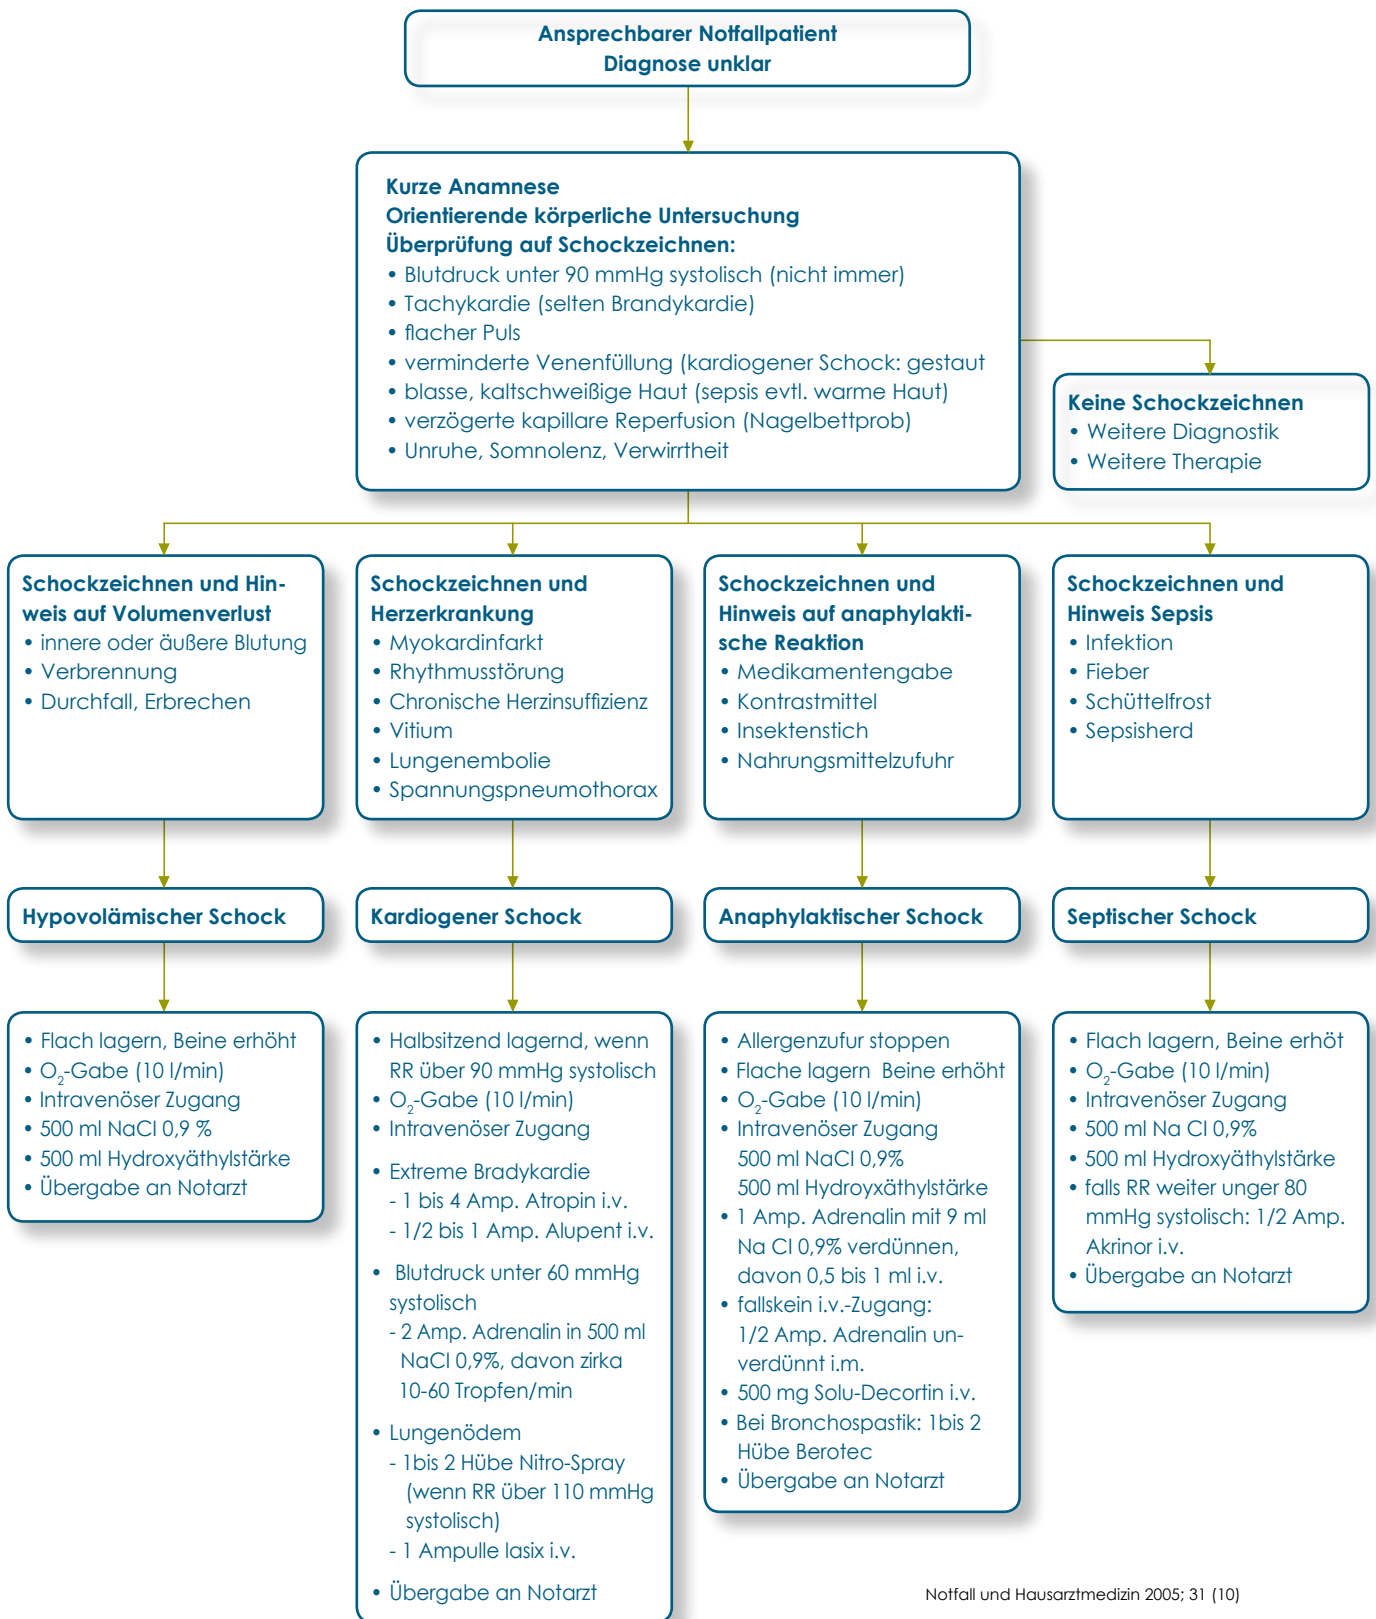 Ansprechbarer Notfallpatient
Diagnose unklar
Kurze Anamnese
Orientierende körperliche Untersuchung
Überprüfung auf Schockzeichnen:
• Blutdruck unter 90 mmHg systolisch (nicht immer)
• Tachykardie (selten Brandykardie)
• flacher Puls
• verminderte Venenfüllung (kardiogener Schock: gestaut
• blasse, kaltschweißige Haut (sepsis evtl. warme Haut)
• verzögerte kapillare Reperfusion (Nagelbettprob)
• Unruhe, Somnolenz, Verwirrtheit
Keine Schockzeichnen
• Weitere Diagnostik
• Weitere Therapie
Schockzeichnen und Hin-
weis auf Volumenverlust
• innere oder äußere Blutung
• Verbrennung
• Durchfall, Erbrechen
Schockzeichnen und
Herzerkrankung
• Myokardinfarkt
• Rhythmusstörung
• Chronische Herzinsuffizienz
• Vitium
• Lungenembolie
• Spannungspneumothorax
Schockzeichnen und
Hinweis auf anaphylakti-
sche Reaktion
• Medikamentengabe
• Kontrastmittel
• Insektenstich
• Nahrungsmittelzufuhr
Schockzeichnen und
Hinweis Sepsis
• Infektion
• Fieber
• Schüttelfrost
• Sepsisherd
Hypovolämischer Schock
Kardiogener Schock
Anaphylaktischer Schock
Septischer Schock
• Flach lagern, Beine erhöht
• O2-Gabe (10 l/min)
• Intravenöser Zugang
• 500 ml NaCl 0,9 %
• 500 ml Hydroxyäthylstärke
• Übergabe an Notarzt
• Halbsitzend lagernd, wenn
RR über 90 mmHg systolisch
• O2-Gabe (10 l/min)
• Intravenöser Zugang
• Extreme Bradykardie
- 1 bis 4 Amp. Atropin i.v.
- 1/2 bis 1 Amp. Alupent i.v.
• Blutdruck unter 60 mmHg
systolisch
- 2 Amp. Adrenalin in 500 ml
NaCl 0,9%, davon zirka
10-60 Tropfen/min
• Lungenödem
- 1bis 2 Hübe Nitro-Spray
(wenn RR über 110 mmHg
systolisch)
- 1 Ampulle lasix i.v.
• Übergabe an Notarzt
• Allergenzufur stoppen
• Flache lagern Beine erhöht
• O2-Gabe (10 l/min)
• Intravenöser Zugang
500 ml NaCl 0,9%
500 ml Hydroyxäthylstärke
• 1 Amp. Adrenalin mit 9 ml
Na Cl 0,9% verdünnen,
davon 0,5 bis 1 ml i.v.
• fallskein i.v.-Zugang:
1/2 Amp. Adrenalin un-
verdünnt i.m.
• 500 mg Solu-Decortin i.v.
• Bei Bronchospastik: 1bis 2
Hübe Berotec
• Übergabe an Notarzt
• Flach lagern, Beine erhöt
• O2-Gabe (10 l/min)
• Intravenöser Zugang
• 500 ml Na Cl 0,9%
• 500 ml Hydroxyäthylstärke
• falls RR weiter unger 80
mmHg systolisch: 1/2 Amp.
Akrinor i.v.
• Übergabe an Notarzt
Notfall und Hausarztmedizin 2005; 31 (10)